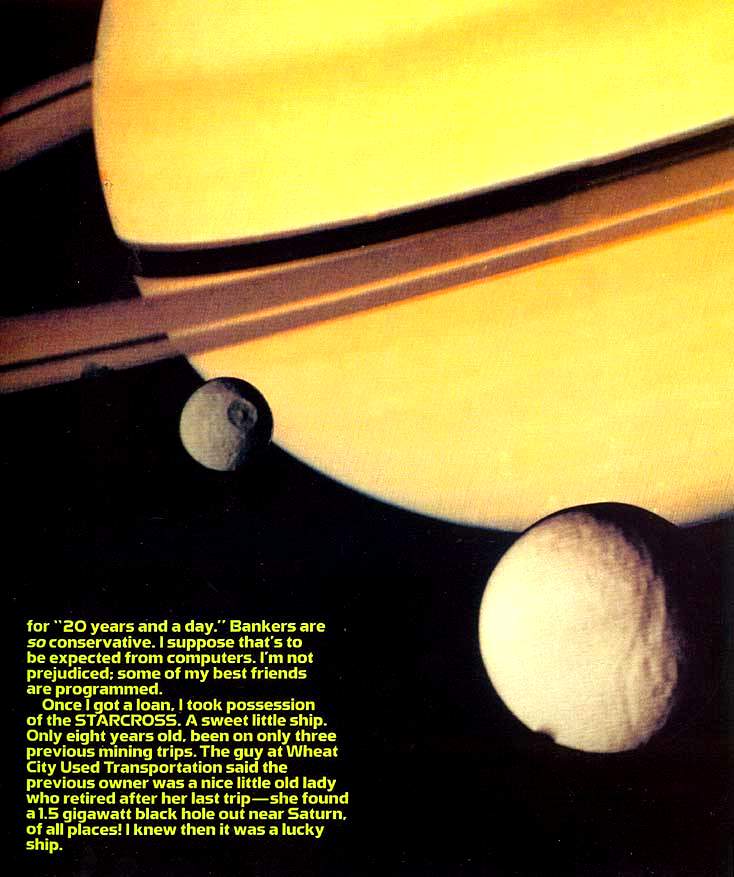 for "20 years and a day." Bankers are
so conservative. I suppose that's to
be expected from computers. I'm not
prejudiced; some of my best friends
are programmed.
Once I got a loan, I took possession
of the STARCROSS. A sweet little ship.
Only eight years old, been on only three
previous mining trips. The guy at Wheat
City Used Transportation said the
previous owner was a nice little old lady
who retired after her last trip—she found
a 1.5 gigawatt black hole out near Saturn,
of all places! I knew then it was a lucky
ship.